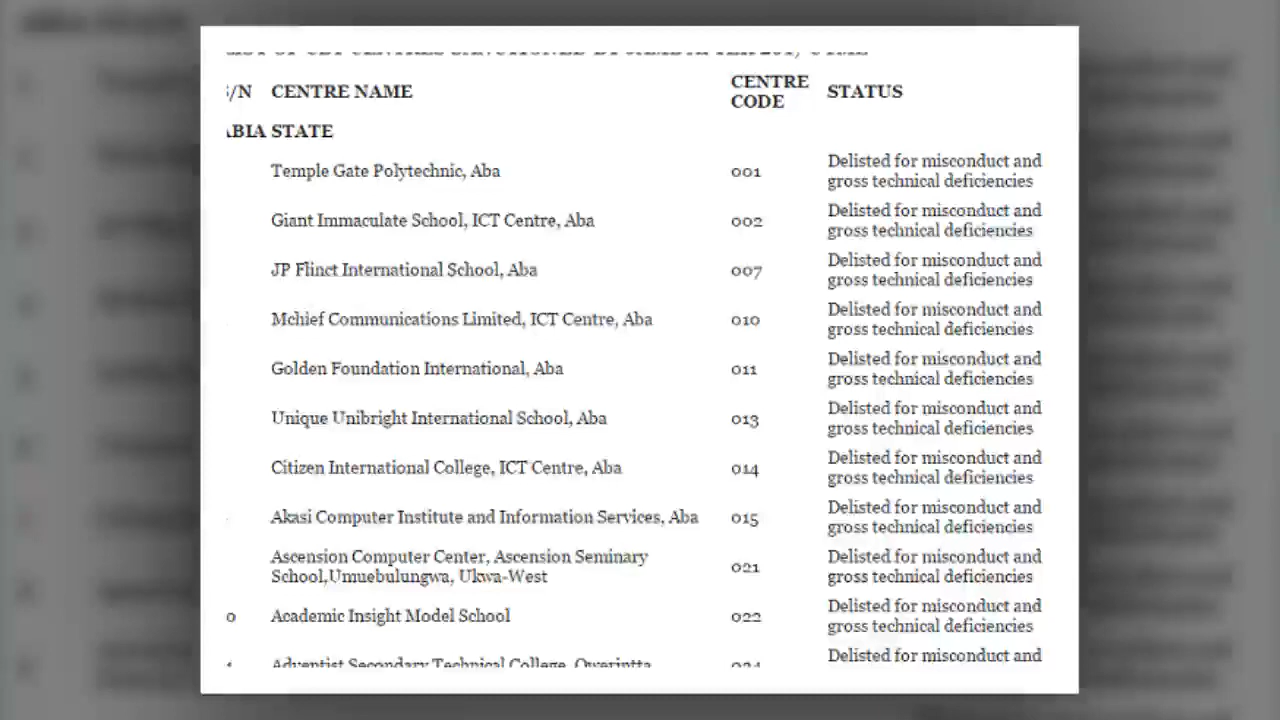 CENTRE
/N CENTRE NAME CODE STATUS
ABIA STATE
Temple Gate Polytechnic, Aba 001 Delisted for misconduct and
gross technical deficiencies
Giant Immaculate School, ICT Centre, Aba 002 Delisted for misconduct and
gross technical deficiencies
JP Flinct International School, Aba 007 Delisted for misconduct and
gross technical deficiencies
Mchief Communications Limited, ICT Centre, Aba 010 Delisted for misconduct and
gross technical deficiencies
Golden Foundation International, Aba 011 Delisted for misconduct and
gross technical deficiencies
Unique Unibright International School, Aba 013 Delisted for misconduct and
gross technical deficiencies
Citizen International College, ICT Centre, Aba 014 Delisted for misconduct and
gross technical deficiencies
Akasi Computer Institute and Information Services, Aba 015 Delisted for misconduct and
gross technical deficiencies
Ascension Computer Center, Ascension Seminary
School,Umuebulungwa, Ukwa-West 021 Delisted for misconduct and
gross technical deficiencies
0 Academic Insight Model School 022 Delisted for misconduct and
gross technical deficiencies
Adventist Secondary Technical College, Owerintta 024 Delisted for misconduct and